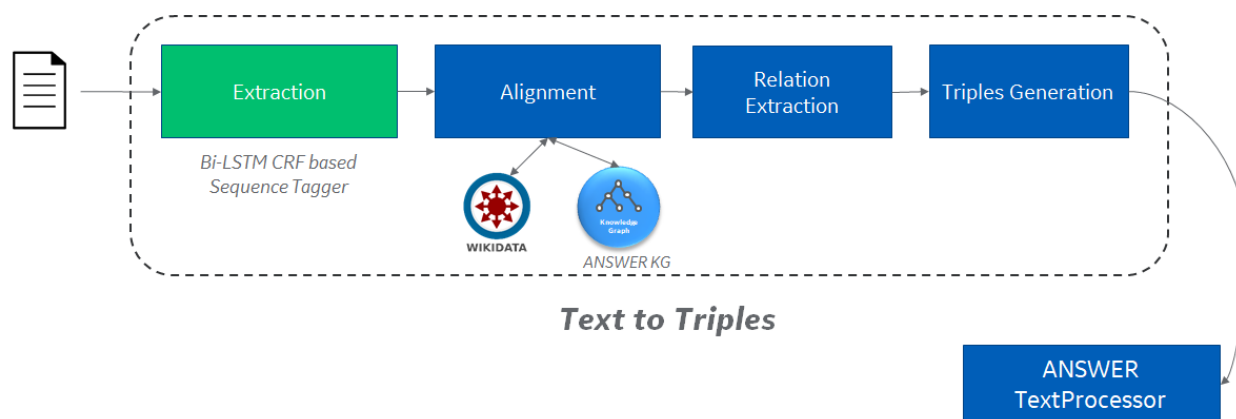 Extraction
Alignment
Relation
Extraction
Triples Generation
Bi-LSTM CRF based
Sequence Tagger
WIKIDATA
Knowledge
Graph
ANSWER KG
Text to Triples
ANSWER
TextProcessor